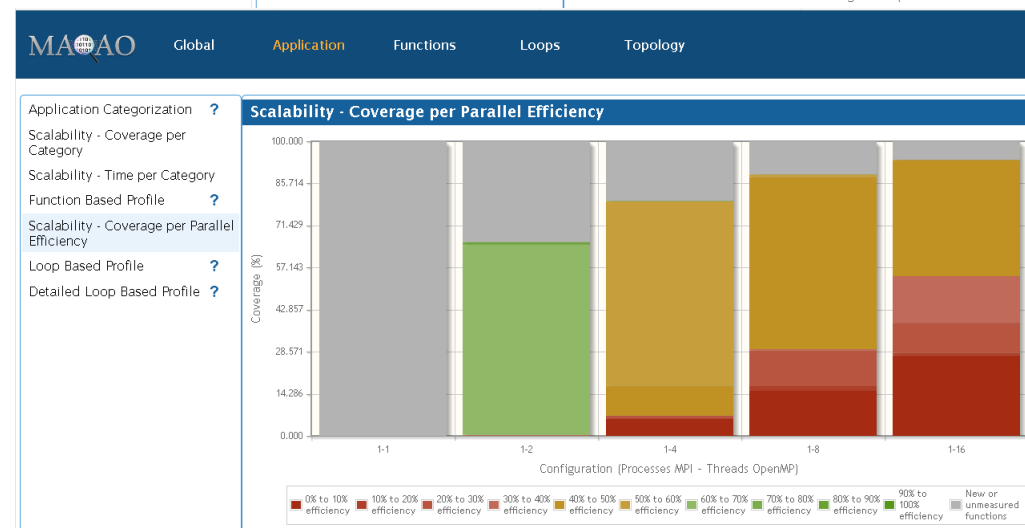 MAQAO
Global
Application
Functions
Loops
Topology
Application Categorization ?
Scalability - Coverage per
Category
Scalability - Time per Category
Function Based Profile ?
Scalability - Coverage per Parallel
Efficiency
Loop Based Profile ?
Detailed Loop Based Profile ?
Scalability - Coverage per Parallel Efficiency
100.000
85.714
71.429
57.143
42.857
28.571
14.286
0.000
Coverage (%)
1-1
1-2
1-4
1-8
1-16
Configuration (Processes MPI - Threads OpenMP)
0% to 10%
efficiency
10% to 20%
efficiency
20% to 30%
efficiency
30% to 40%
efficiency
40% to 50%
efficiency
50% to 60%
efficiency
60% to 70%
efficiency
70% to 80%
efficiency
80% to 90%
efficiency
90% to
100%
efficiency
New or
unmeasured
functions